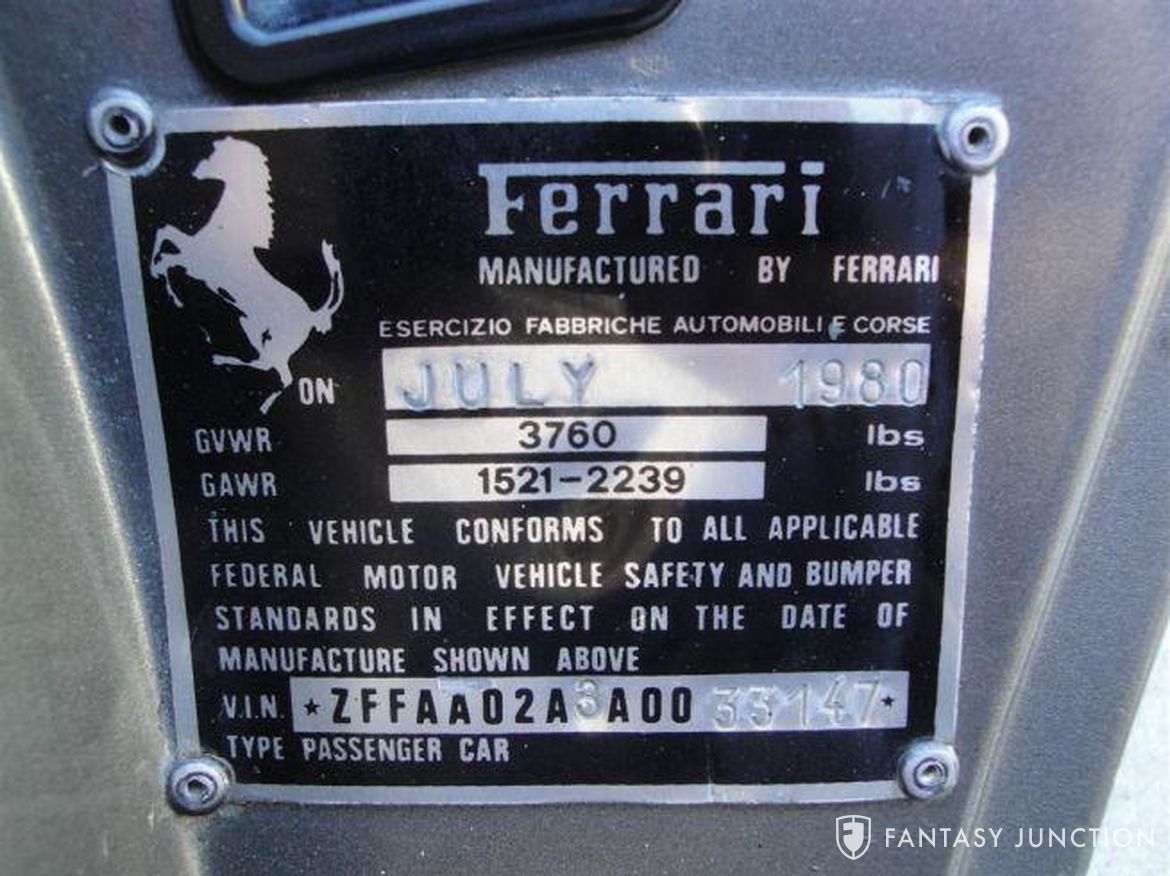 Ferrari
MANUFACTURED BY FERRARI
ESERCIZIO FABBRICHE AUTOMOBILI E CORSE
ON JULY 1980
GVWR 3760 lbs
GAWR 1521-2239 lbs
THIS VEHICLE CONFORMS TO ALL APPLICABLE
FEDERAL MOTOR VEHICLE SAFETY AND BUMPER
STANDARDS IN EFFECT ON THE DATE OF
MANUFACTURE SHOWN ABOVE
V.I.N. *ZFFAA02A3A0033147*
TYPE PASSENGER CAR
FANTASY JUNCTION